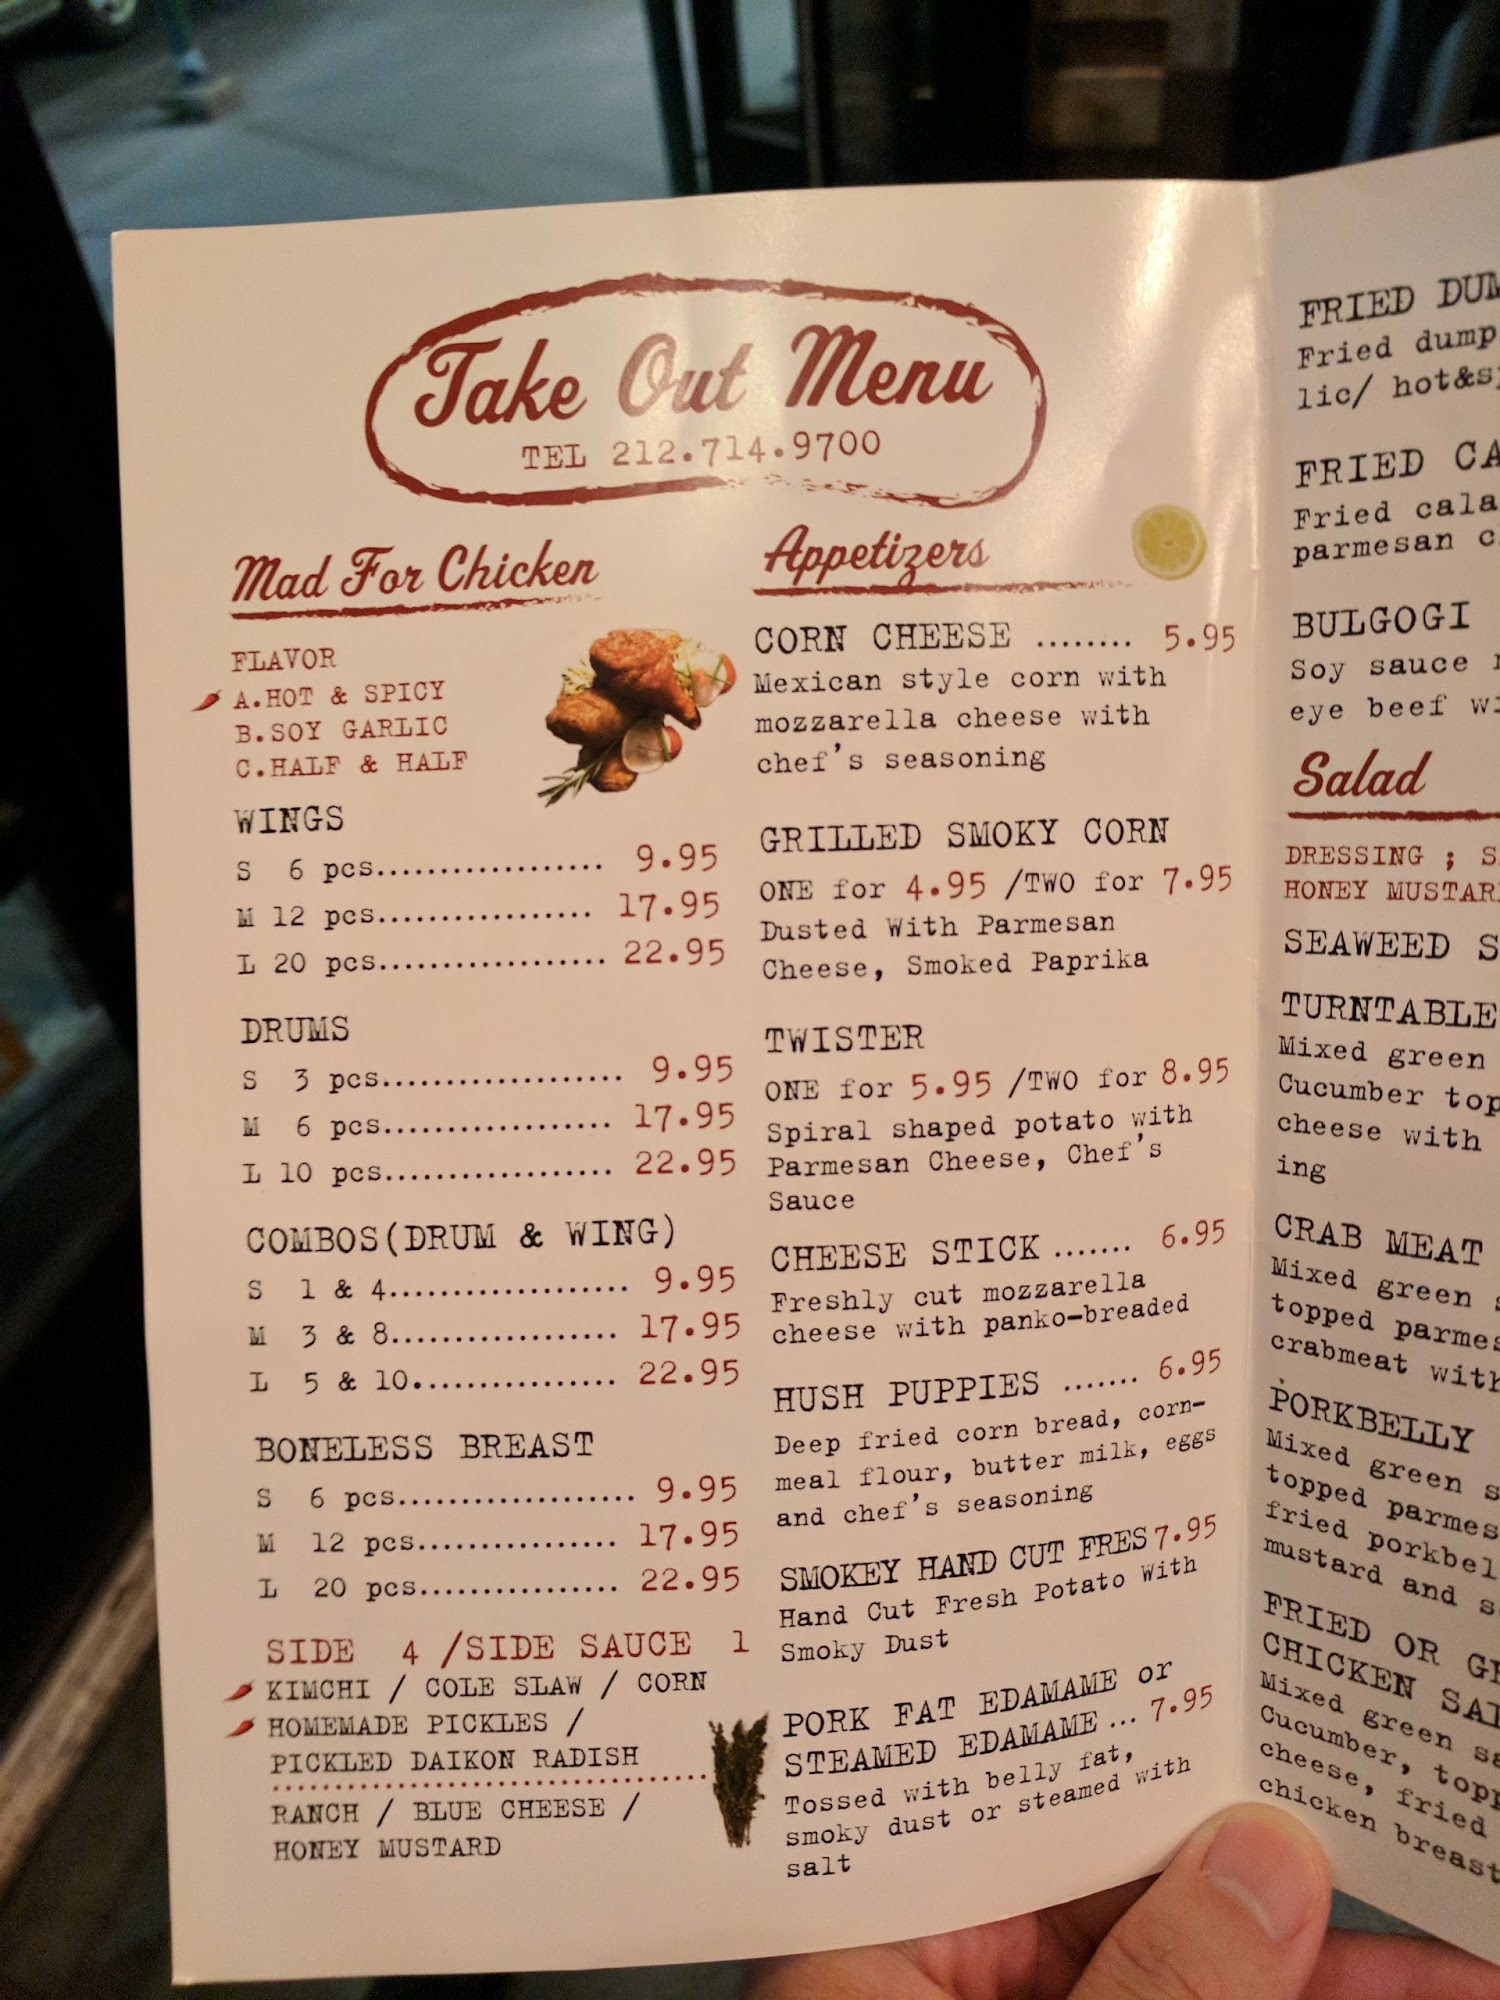 Take Out Menu
TEL 212.714.9700
Mad For Chicken
FLAVOR
A.HOT & SPICY
B.SOY GARLIC
C.HALF & HALF
WINGS
S 6 pcs.................. 9.95
M 12 pcs................. 17.95
L 20 pcs.................. 22.95
DRUMS
S 3 pcs................... 9.95
M 6 pcs.................. 17.95
L 10 pcs.................. 22.95
COMBOS(DRUM & WING)
S 1 & 4................... 9.95
M 3 & 8.................. 17.95
L 5 & 10................ 22.95
BONELESS BREAST
S 6 pcs................... 9.95
M 12 pcs................ 17.95
L 20 pcs................ 22.95
SIDE 4 /SIDE SAUCE 1
KIMCHI / COLE SLAW / CORN
HOMEMADE PICKLES /
PICKLED DAIKON RADISH
RANCH / BLUE CHEESE /
HONEY MUSTARD
Appetizers
CORN CHEESE ........ 5.95
Mexican style corn with
mozzarella cheese with
chef's seasoning
GRILLED SMOKY CORN
ONE for 4.95 /TWO for 7.95
Dusted With Parmesan
Cheese, Smoked Paprika
TWISTER
ONE for 5.95 /TWO for 8.95
Spiral shaped potato with
Parmesan Cheese, Chef's
Sauce
CHEESE STICK ....... 6.95
Freshly cut mozzarella
cheese with panko-breaded
HUSH PUPPIES ....... 6.95
Deep fried corn bread, corn-
meal flour, butter milk, eggs
and chef's seasoning
SMOKEY HAND CUT FRES 7.95
Hand Cut Fresh Potato With
Smoky Dust
PORK FAT EDAMAME or
STEAMED EDAMAME ... 7.95
Tossed with belly fat,
smoky dust or steamed with
salt
FRIED
Fried
lic/
FRIED
Fried
parmesan
BULGOGI
Soy sauce
eye beef
Salad
DRESSING ;
HONEY
SEAWEED
TURNTABLE
Mixed green
Cucumber
cheese with
ing
CRAB MEAT
Mixed green
topped
crabmeat
PORKBELLY
Mixed green
topped
fried
mustard and
FRIED OR
CHICKEN
Mixed green
Cucumber,
cheese, fried
chicken breast